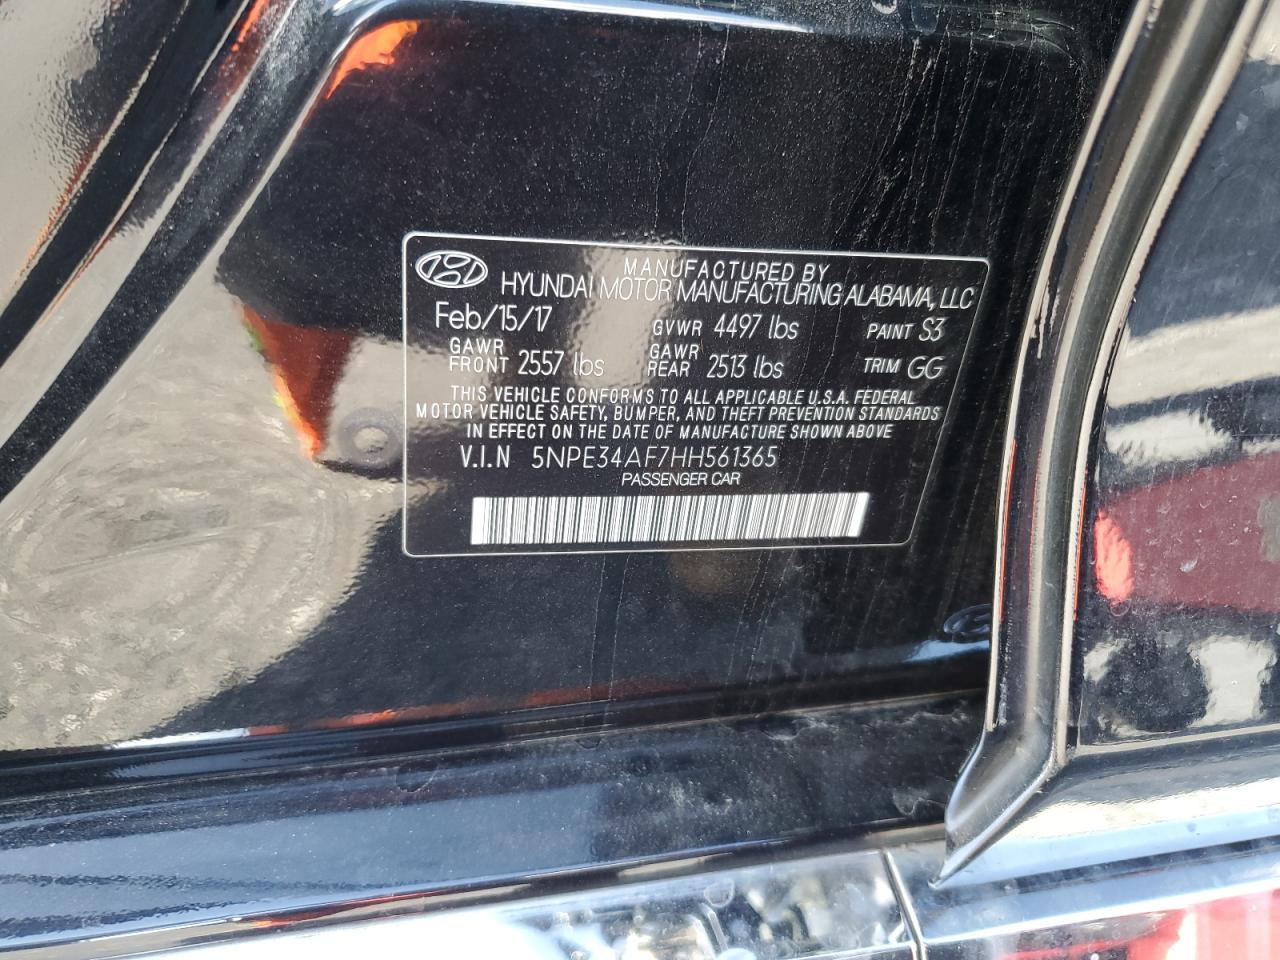 MANUFACTURED BY
HYUNDAI MOTOR MANUFACTURING ALABAMA, LLC
Feb/15/17 GVWR 4497 lbs PAINT S3
GAWR FRONT 2557 lbs GAWR REAR 2513 lbs TRIM GG
THIS VEHICLE CONFORMS TO ALL APPLICABLE U.S.A. FEDERAL
MOTOR VEHICLE SAFETY, BUMPER, AND THEFT PREVENTION STANDARDS
IN EFFECT ON THE DATE OF MANUFACTURE SHOWN ABOVE
V.I.N 5NPE34AF7HH561365
PASSENGER CAR